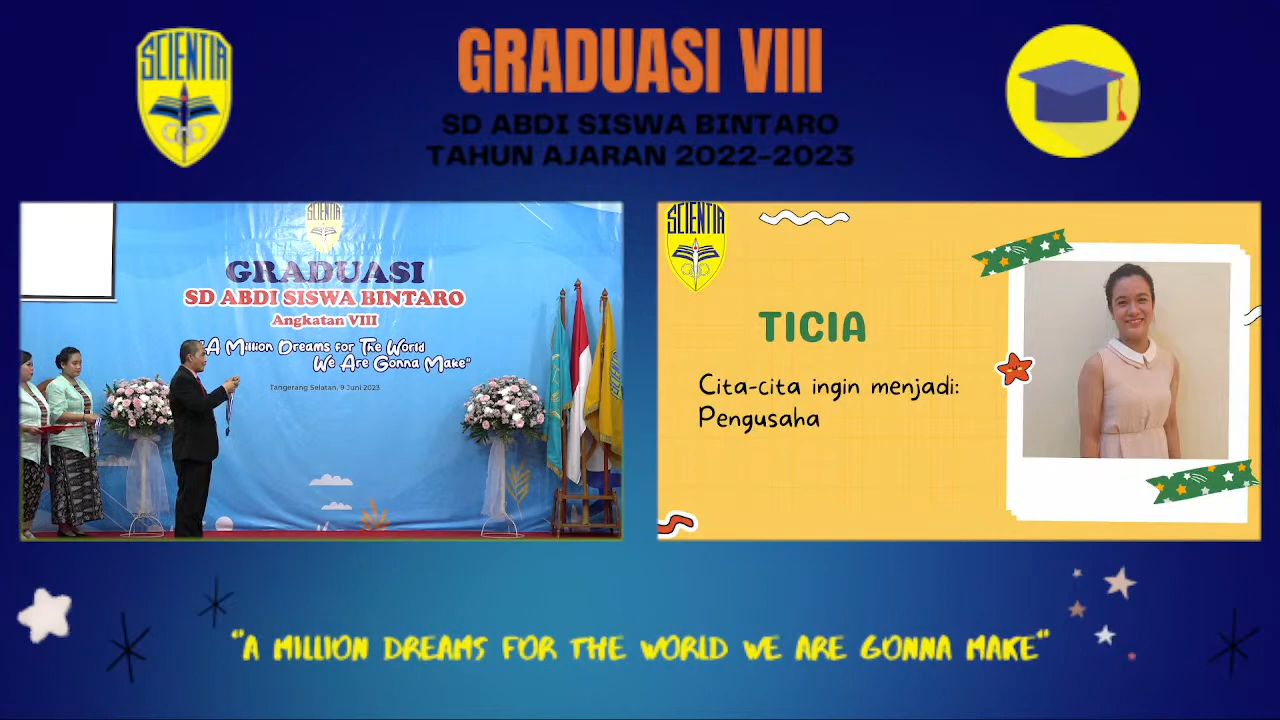 SCIENTIA
GRADUASI VIII
SD ABDI SISWA BINTARO
TAHUN AJARAN 2022-2023
SCIENTIA
GRADUASI
SD ABDI SISWA BINTARO
Angkatan VIII
"A Million Dreams for The World
We Are Gonna Make"
Tangerang Selatan, 9 Juni 2023
SCIENTIA
TICIA
Cita-cita ingin menjadi:
Pengusaha
"A MILLION DREAMS FOR THE WORLD WE ARE GONNA MAKE"